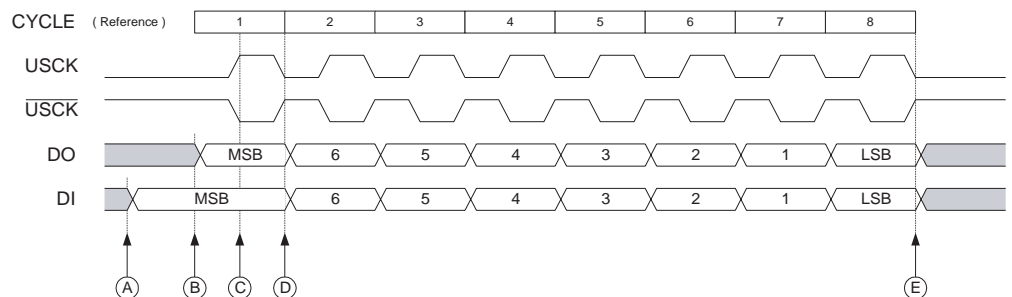 CYCLE ( Reference ) 1 2 3 4 5 6 7 8
USCK
USCK
DO MSB 6 5 4 3 2 1 LSB
DI MSB 6 5 4 3 2 1 LSB
A B C D E